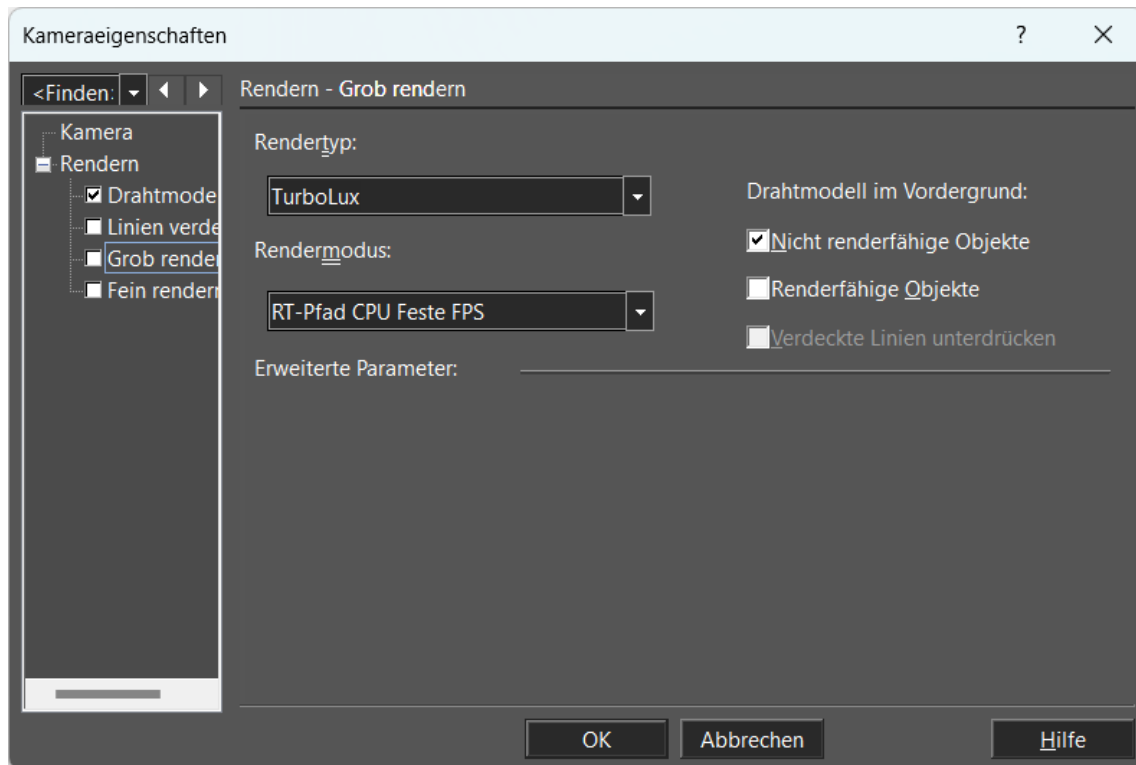 Kameraeigenschaften
?
<Finden:
Kamera
Rendern
Drahtmode
Linien verde
Grob render
Fein renderr
Rendern - Grob rendern
Rendertyp:
TurboLux
Rendermodus:
RT-Pfad CPU Feste FPS
Drahtmodell im Vordergrund:
Nicht renderfähige Objekte
Renderfähige Objekte
Verdeckte Linien unterdrücken
Erweiterte Parameter:
OK
Abbrechen
Hilfe